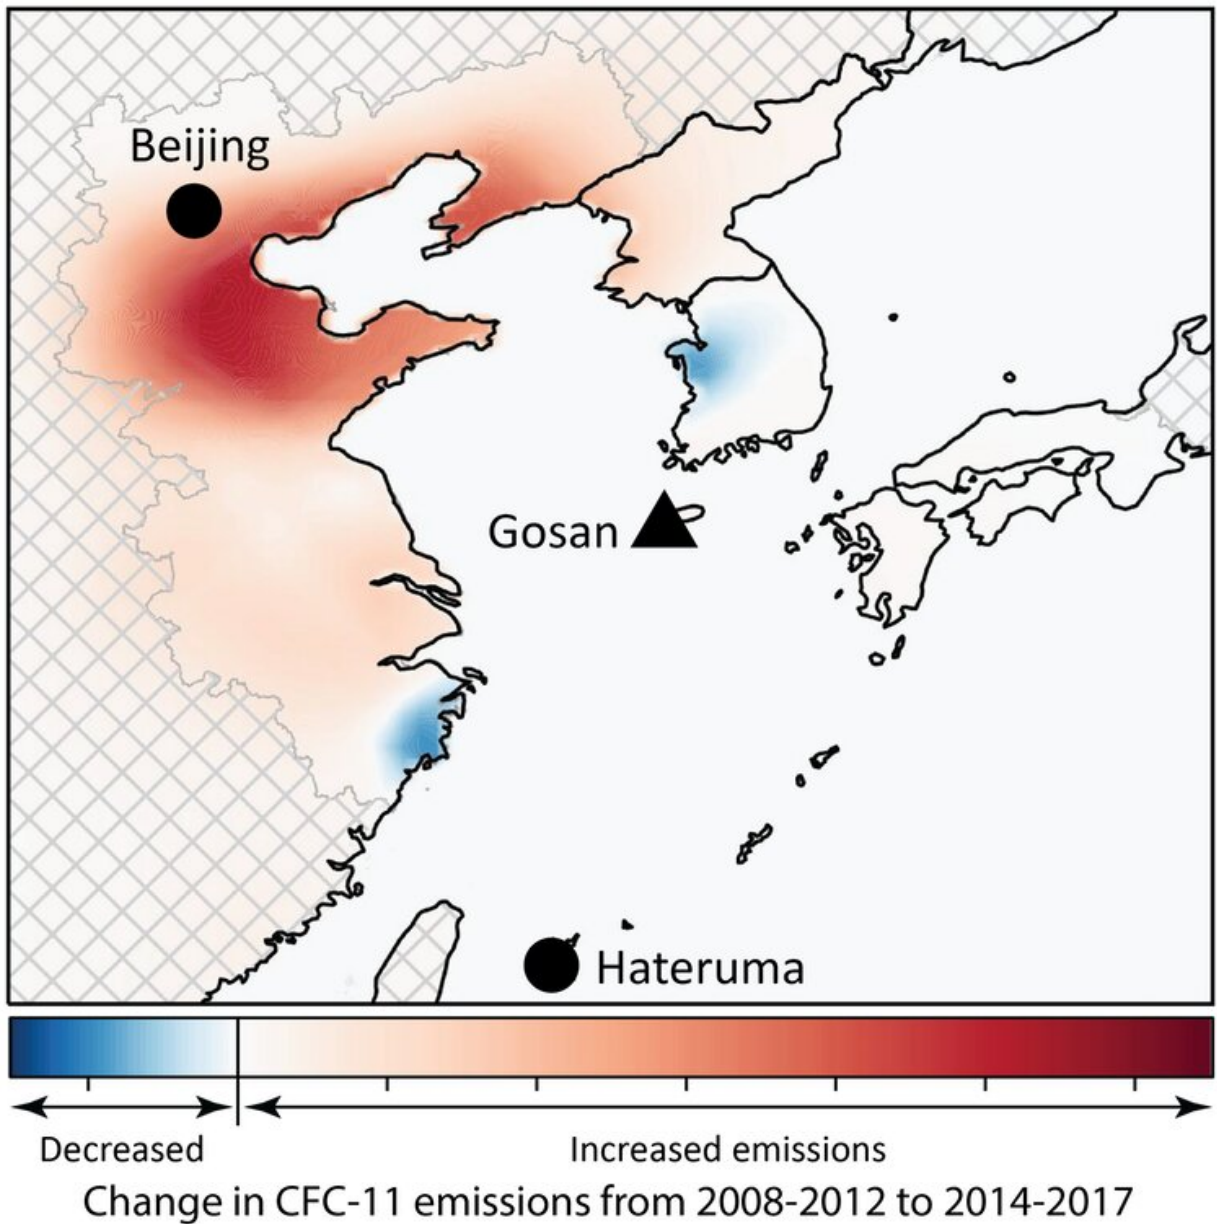 Beijing
Gosan
Hateruma
Decreased
Increased emissions
Change in CFC-11 emissions from 2008-2012 to 2014-2017